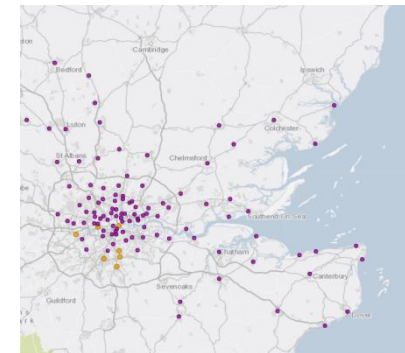 Cambridge
Bedford
Ipswich
Luton
Colchester
St Albans
Chelmsford
Southend On Sea
Chatham
Canterbury
Sevenoaks
Guildford
Dover